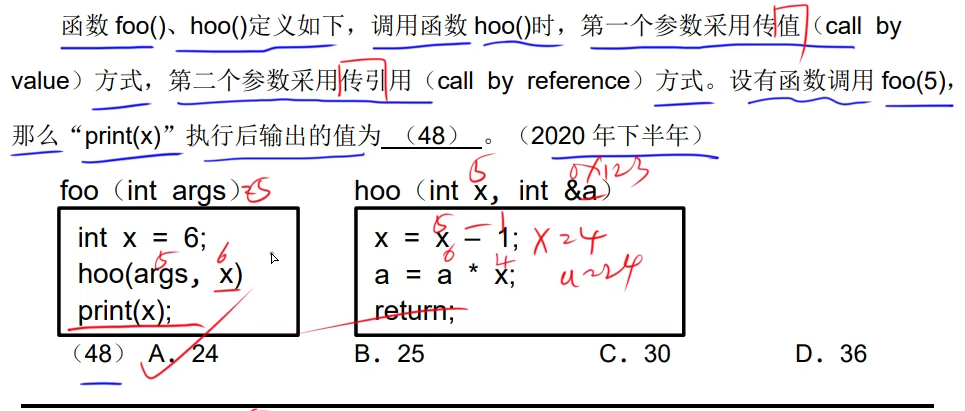 函数 foo()、hoo()定义如下，调用函数 hoo()时，第一个参数采用传值（call by
value）方式，第二个参数采用传引用（call by reference）方式。设有函数调用 foo(5),
那么“print(x)”执行后输出的值为 （48） 。（2020 年下半年）
5 0x123
foo（int args）=5 hoo（int x，int &a）
5 1
int x = 6; x = x – 1; x=4
5 6 6 4
hoo(args, x) a = a * x; a=24
print(x); return;
（48） A．24 B．25 C．30 D．36